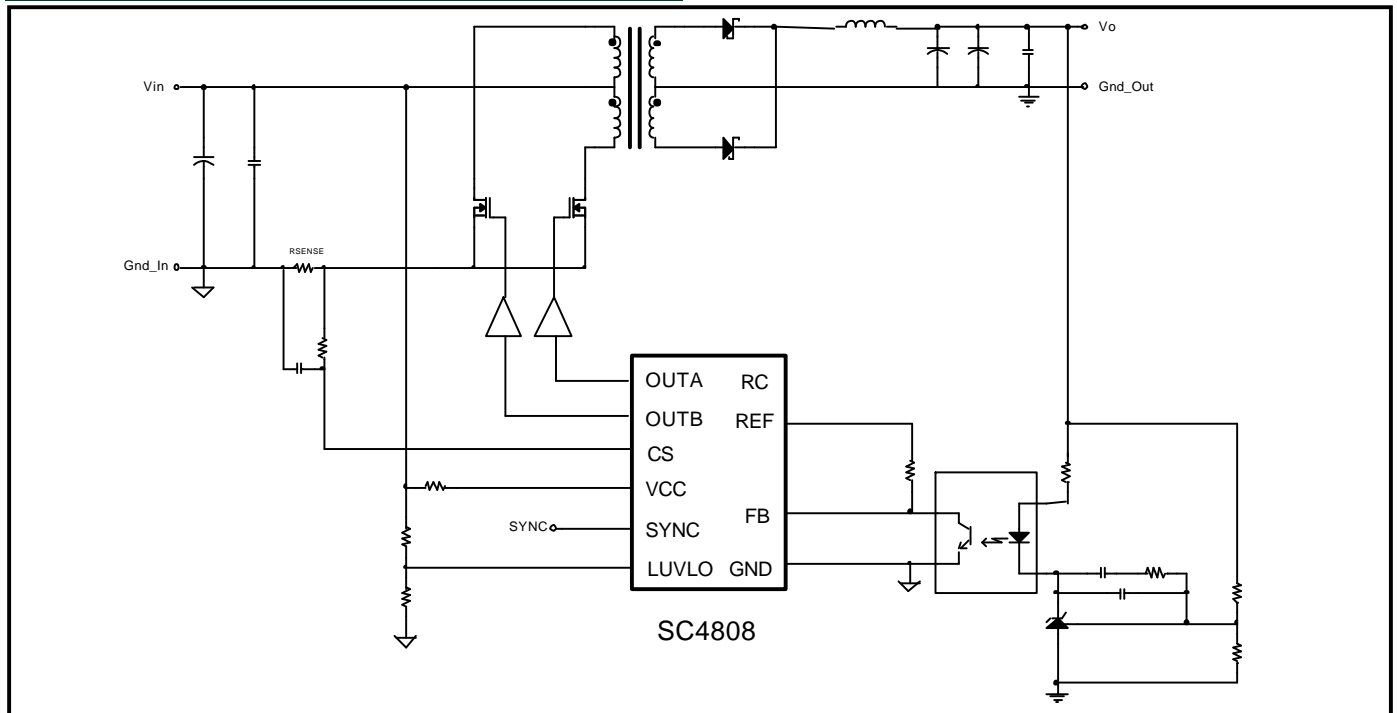 Vo
Vin
Gnd_Out
RSENSE
Gnd_In
OUTA
RC
OUTB
REF
CS
VCC
FB
SYNC
SYNC
LUVLO
GND
SC4808